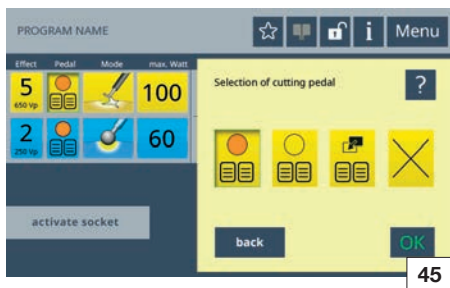 PROGRAM NAME
i
Menu
Effect Pedal Mode max. Watt
5
650 Vp
100
2
250 Vp
60
Selection of cutting pedal
?
activate socket
back
OK
45